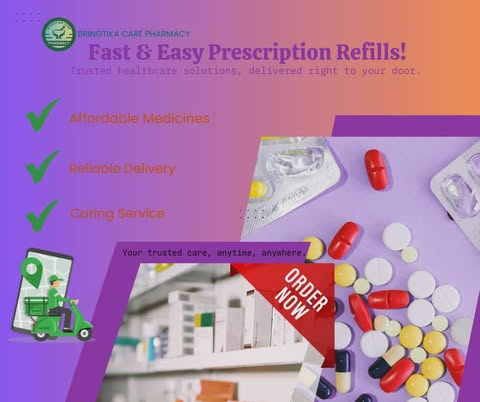 BRINGTIKA CARE PHARMACY
Fast & Easy Prescription Refills!
Trusted healthcare solutions, delivered right to your door.
Affordable Medicines
Reliable Delivery
Cating Service
Your trusted care, anytime, anywhere.
ORDER
NOW